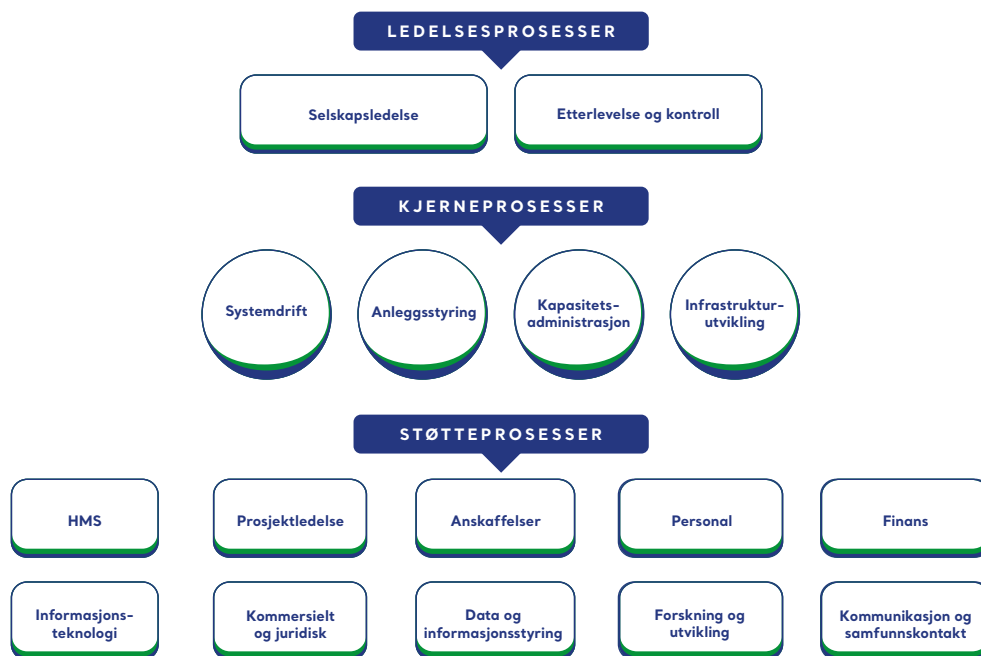 LEDELSESPROSESSER
Selskapsledelse
Etterlevelse og kontroll
KJERNEPROSESSER
Systemdrift
Anleggsstyring
Kapasitets-
administrasjon
Infrastruktur-
utvikling
STØTTEPROSESSER
HMS
Prosjektledelse
Anskaffelser
Personal
Finans
Informasjons-
teknologi
Kommersielt
og juridisk
Data og
informasjonsstyring
Forskning og
utvikling
Kommunikasjon og
samfunnskontakt